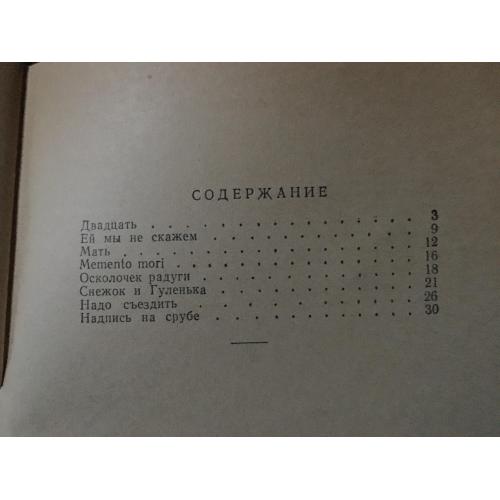 СОДЕРЖАНИЕ
Двадцать . . . . . . . . . . . . . 3
Ей мы не скажем . . . . . . . . . . . 9
Мать . . . . . . . . . . . . . . 12
Memento mori . . . . . . . . . . . . 16
Осколочек радуги . . . . . . . . . . . 18
Снежок и Гуленька . . . . . . . . . . 21
Надо съездить . . . . . . . . . . . 26
Надпись на срубе . . . . . . . . . . 30